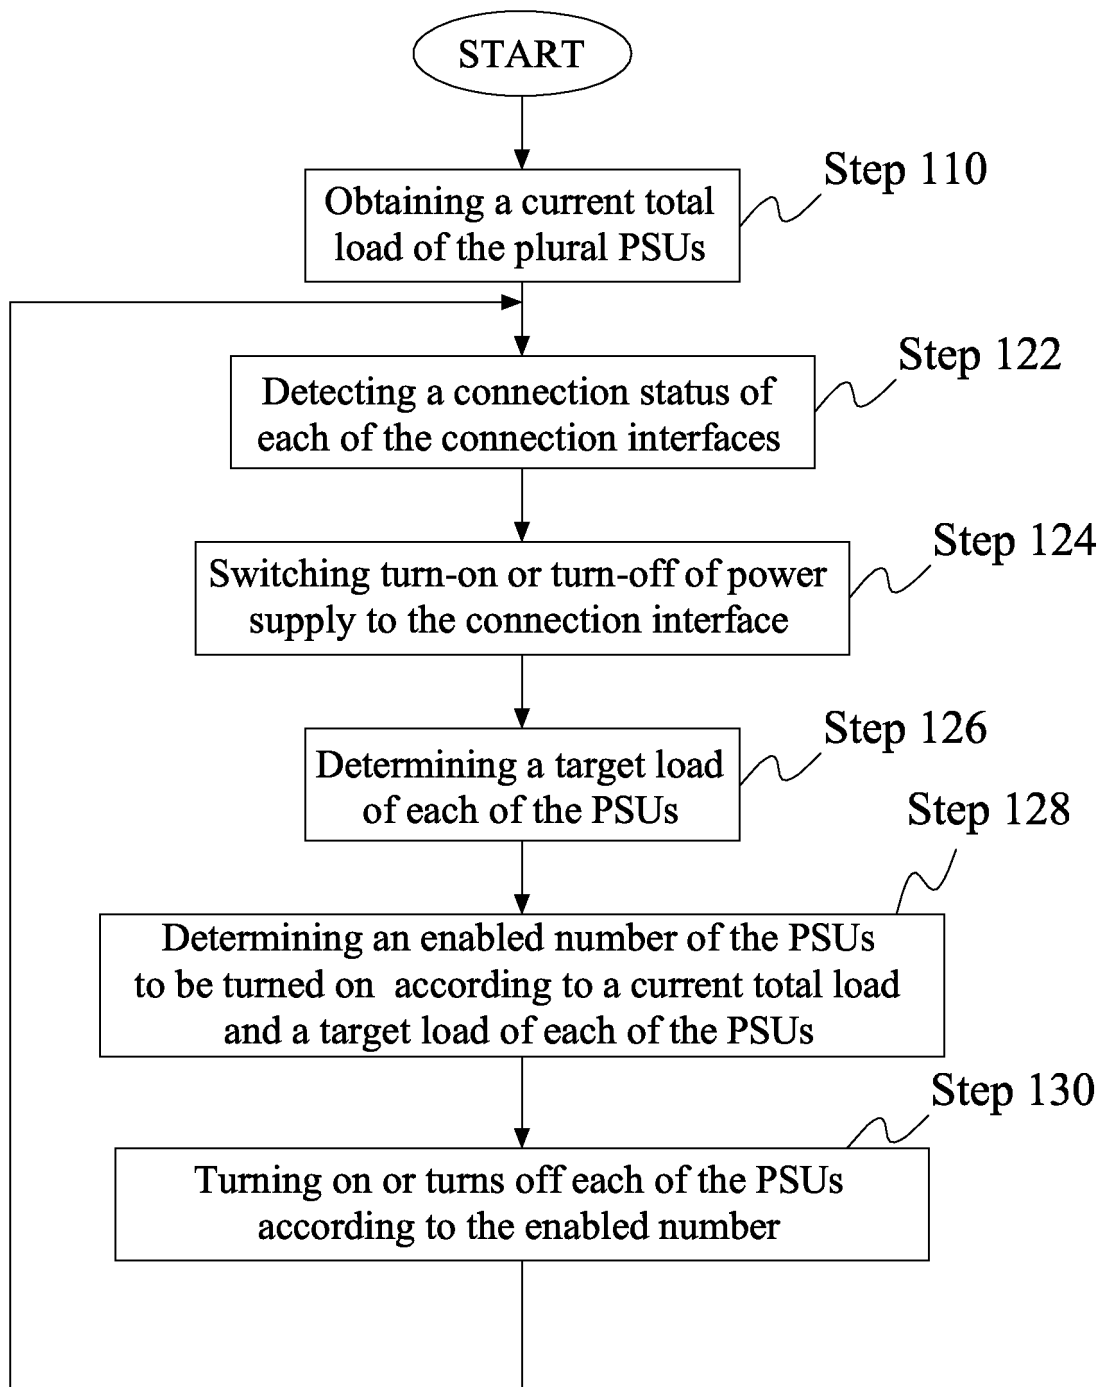 START
Step 110
Obtaining a current total
load of the plural PSUs
Step 122
Detecting a connection status of
each of the connection interfaces
Step 124
Switching turn-on or turn-off of power
supply to the connection interface
Step 126
Determining a target load
of each of the PSUs
Step 128
Determining an enabled number of the PSUs
to be turned on according to a current total load
and a target load of each of the PSUs
Step 130
Turning on or turns off each of the PSUs
according to the enabled number